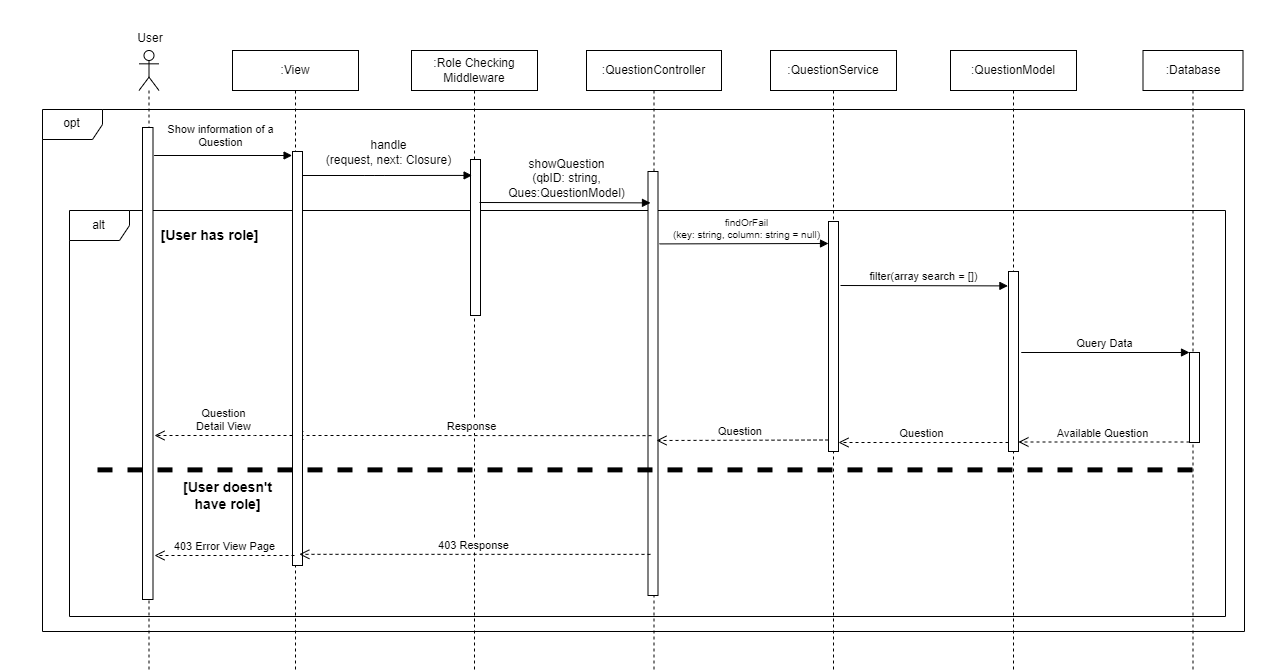 User
:View
:Role Checking
Middleware
:QuestionController
:QuestionService
:QuestionModel
:Database
opt
Show information of a
Question
handle
(request, next: Closure)
showQuestion
(qbID: string,
Ques:QuestionModel)
alt
[User has role]
findOrFail
(key: string, column: string = null)
filter(array search = [])
Query Data
Question
Detail View
Response
Question
Question
Available Question
[User doesn't
have role]
403 Error View Page
403 Response